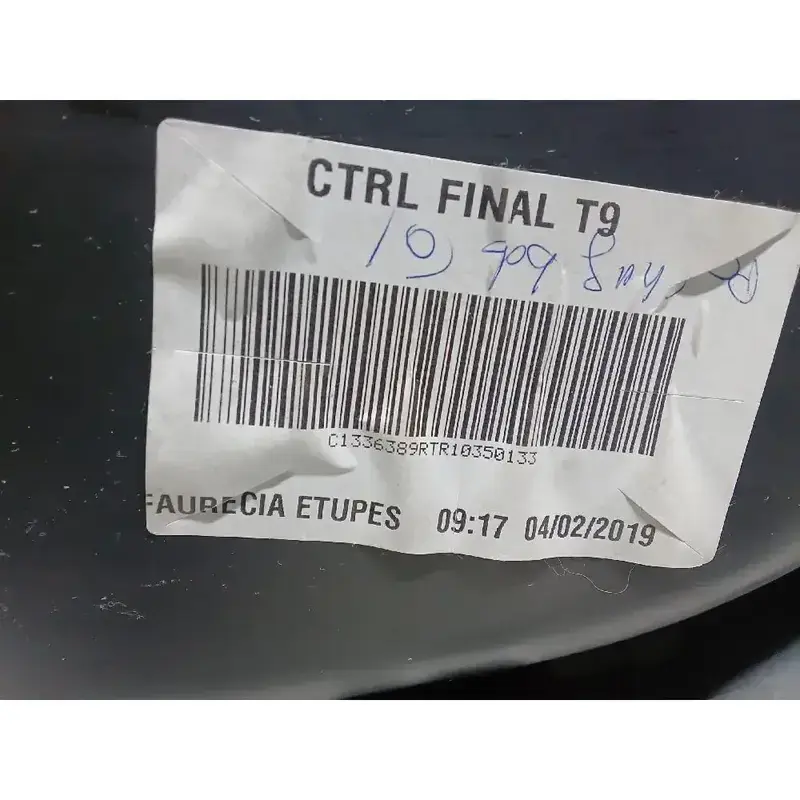 CTRL FINAL T9
C1336389RTR10350133
FAURECIA ETUPES 09:17 04/02/2019